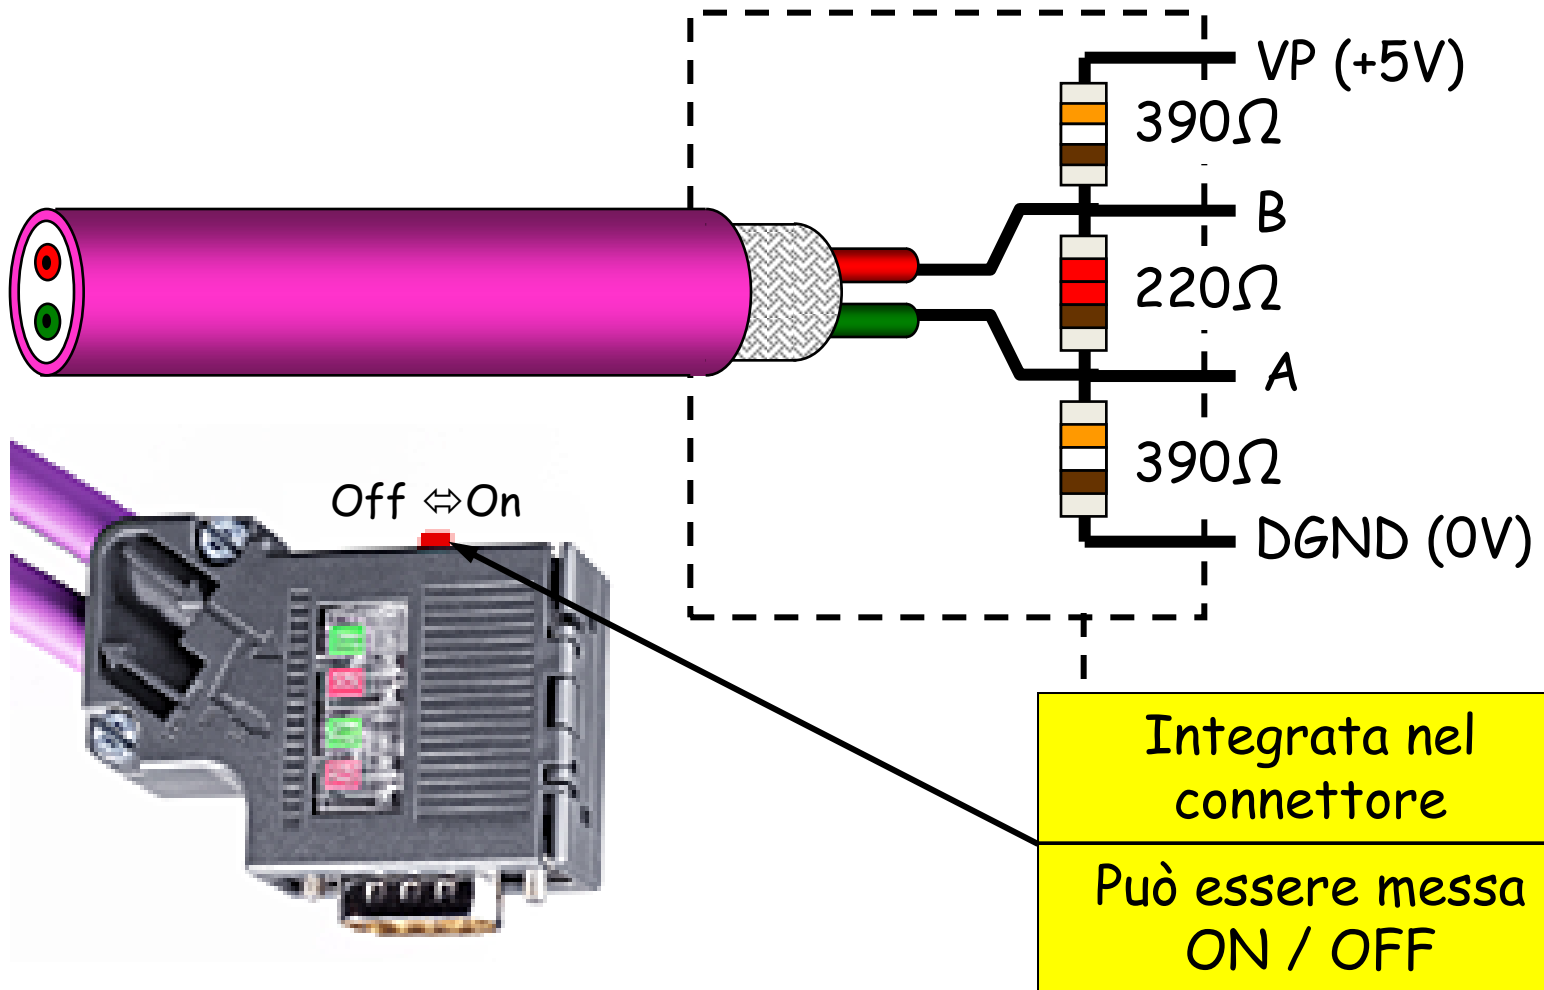 VP (+5V)
390Ω
B
220Ω
A
390Ω
DGND (0V)
Off ⬄On
Integrata nel
connettore
Può essere messa
ON / OFF